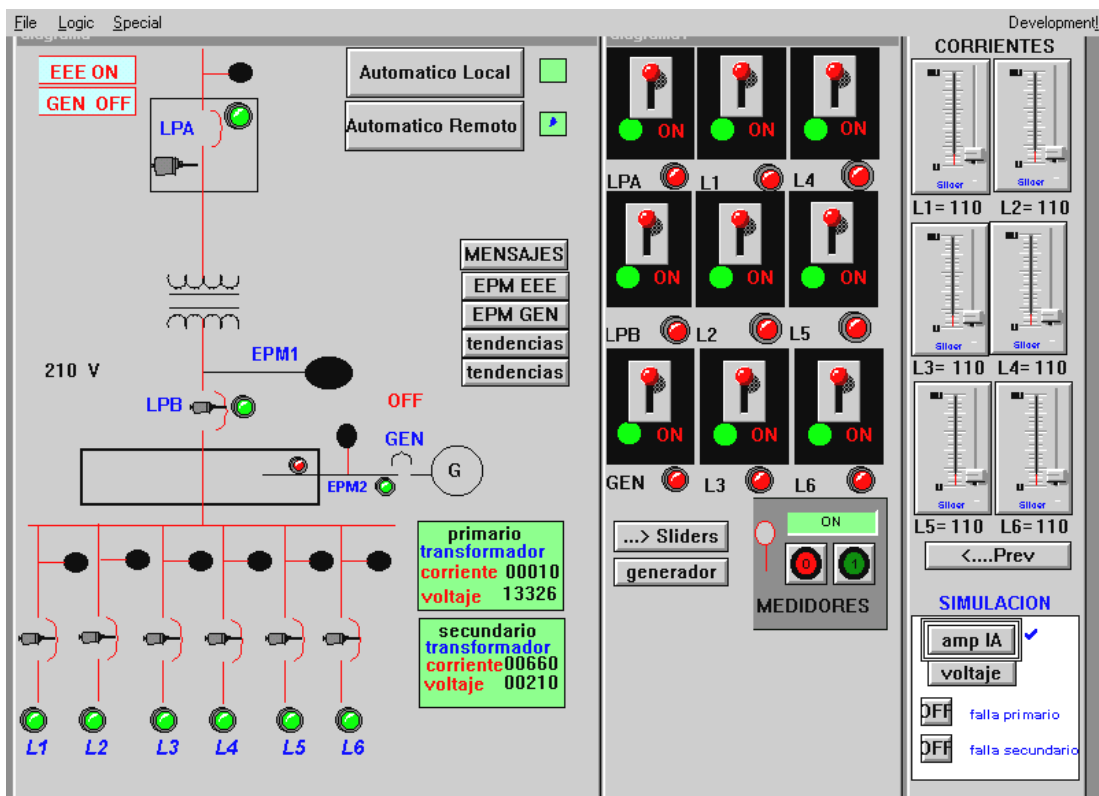 File Logic Special Development!
EEE ON
GEN OFF
LPA
Automatico Local
Automatico Remoto
MENSAJES
EPM EEE
EPM GEN
tendencias
tendencias
EPM1
210 V
LPB
OFF
GEN
G
EPM2
primario
transformador
corriente 00010
voltaje 13326
secundario
transformador
corriente 00660
voltaje 00210
L1 L2 L3 L4 L5 L6
ON ON ON
LPA L1 L4
ON ON ON
LPB L2 L5
ON ON ON
GEN L3 L6
...> Sliders
generador
ON
0 1
MEDIDORES
CORRIENTES
L1= 110 L2= 110
L3= 110 L4= 110
L5= 110 L6= 110
<....Prev
SIMULACION
amp IA
voltaje
OFF falla primario
OFF falla secundario